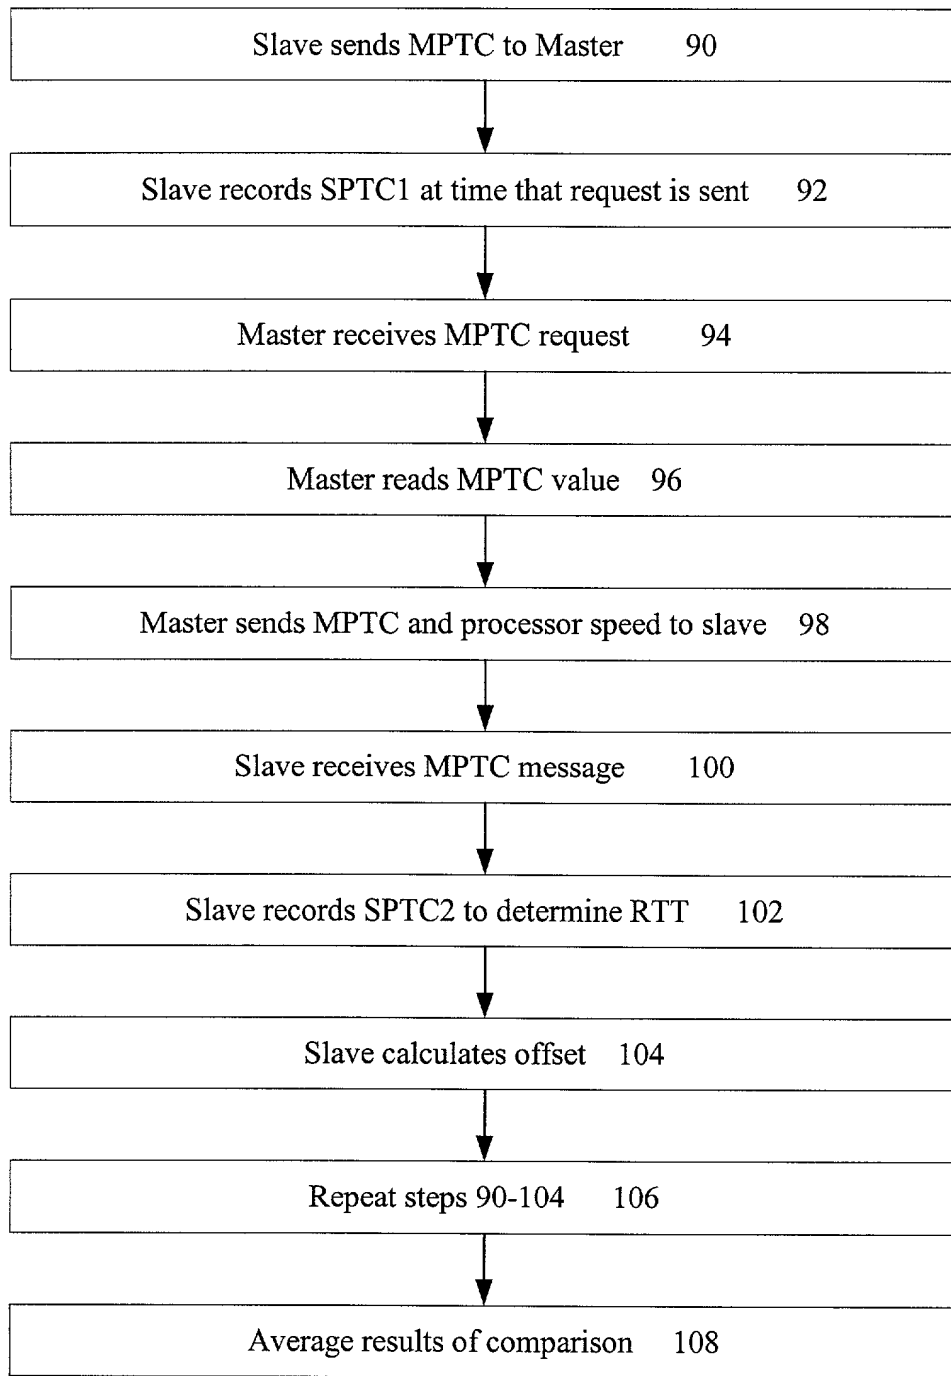 Slave sends MPTC to Master 90
Slave records SPTC1 at time that request is sent 92
Master receives MPTC request 94
Master reads MPTC value 96
Master sends MPTC and processor speed to slave 98
Slave receives MPTC message 100
Slave records SPTC2 to determine RTT 102
Slave calculates offset 104
Repeat steps 90-104 106
Average results of comparison 108